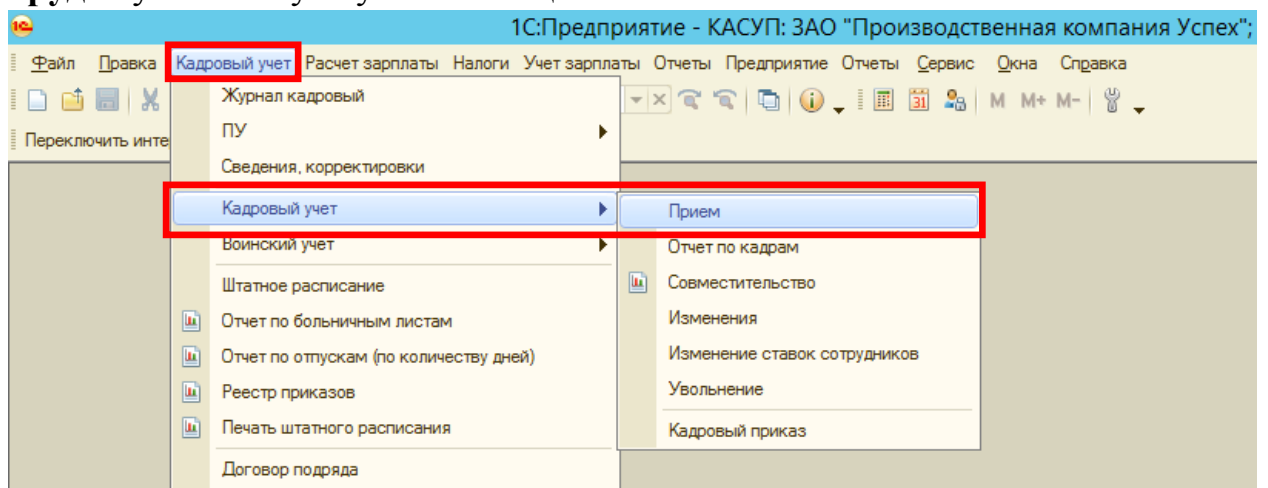 1С:Предприятие - КАСУП: ЗАО "Производственная компания Успех";
Файл Правка Кадровый учет Расчет зарплаты Налоги Учет зарплаты Отчеты Предприятие Отчеты Сервис Окна Справка
M M+ M-
Переключить инте
Журнал кадровый
ПУ
Сведения, корректировки
Кадровый учет
Воинский учет
Штатное расписание
Отчет по больничным листам
Отчет по отпускам (по количеству дней)
Реестр приказов
Печать штатного расписания
Договор подряда
Прием
Отчет по кадрам
Совместительство
Изменения
Изменение ставок сотрудников
Увольнение
Кадровый приказ